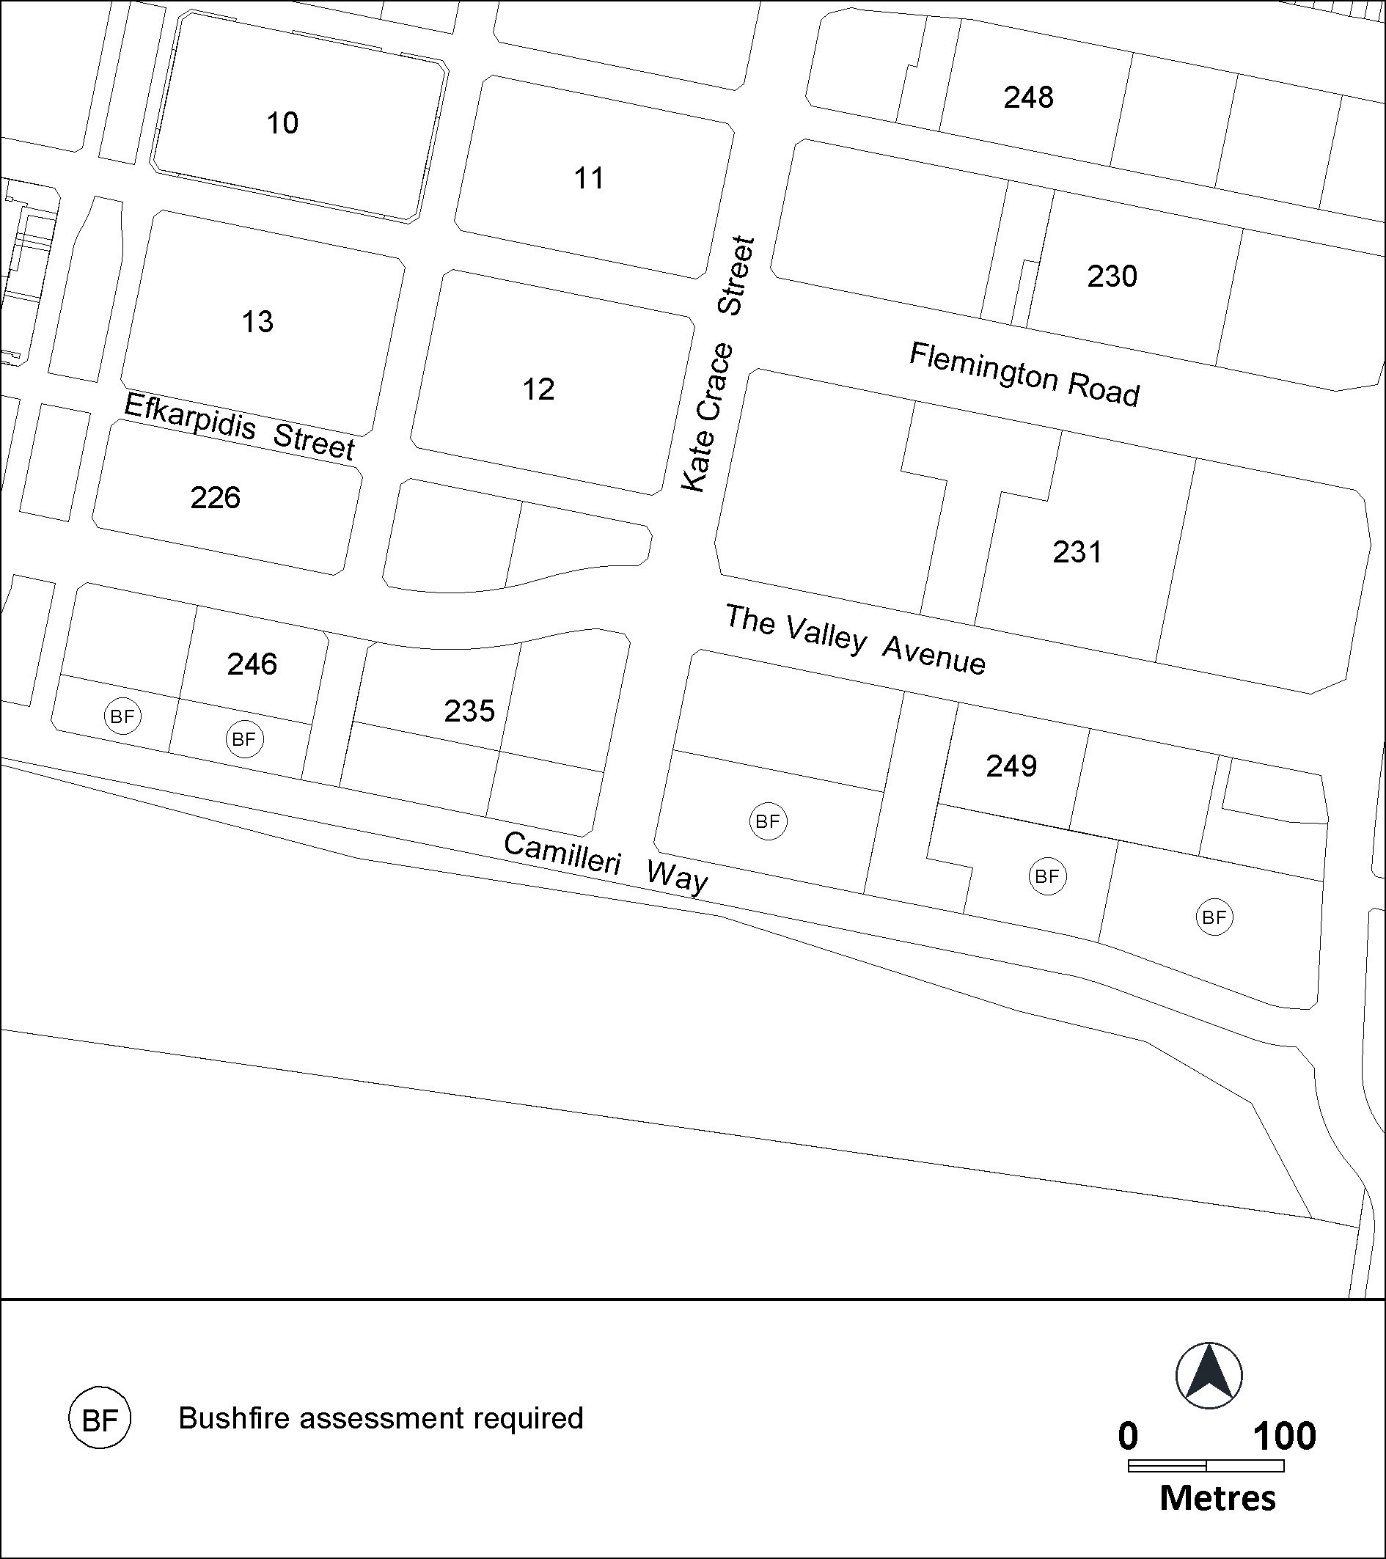 248
10
11
230
Kate Crace Street
13
Flemington Road
12
Efkarpidis Street
226
231
The Valley Avenue
246
235
BF
BF
249
BF
Camilleri Way
BF
BF
BF Bushfire assessment required
0 100
Metres